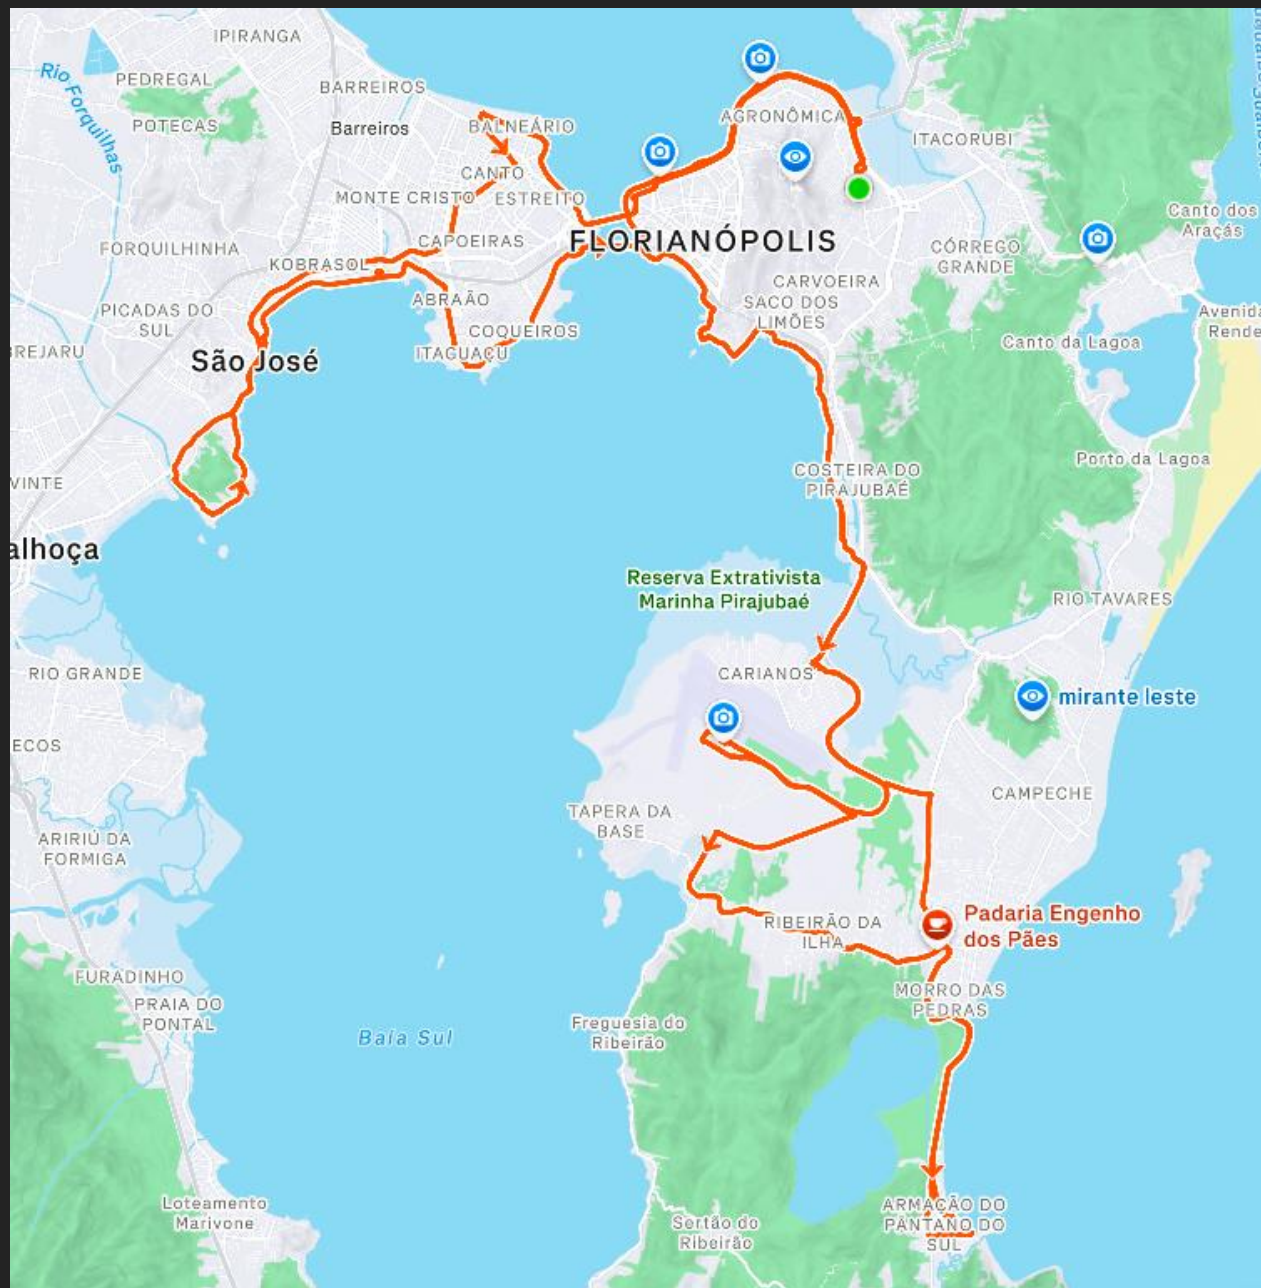 IPIRANGA
Rio Forquilhas
PEDREGAL
BARREIROS
POTECAS
Barreiros
BALNEÁRIO
AGRONÔMICA
ITACORUBI
CANTO
MONTE CRISTO
ESTREITO
Canto dos
Araçás
FORQUILHINHA
CAPOEIRAS
FLORIANÓPOLIS
CÓRREGO
GRANDE
KOBRASOL
CARVOEIRA
PICADAS DO
SUL
ABRAÃO
SACO DOS
LIMÕES
COQUEIROS
Avenida
Rende
BREJARU
São José
ITAGUAÇU
Canto da Lagoa
Porto da Lagoa
VINTE
COSTEIRA DO
PIRAJUBAÉ
alhoça
Reserva Extrativista
Marinha Pirajubaé
RIO TAVARES
RIO GRANDE
CARIANOS
mirante leste
ECOS
CAMPECHE
TAPERA DA
BASE
ARIRIÚ DA
FORMIGA
Padaria Engenho
dos Pães
RIBEIRÃO DA
ILHA
FURADINHO
MORRO DAS
PEDRAS
PRAIA DO
PONTAL
Baía Sul
Freguesia do
Ribeirão
Loteamento
Marivone
Sertão do
Ribeirão
ARMAÇÃO DO
PÂNTANO DO
SUL